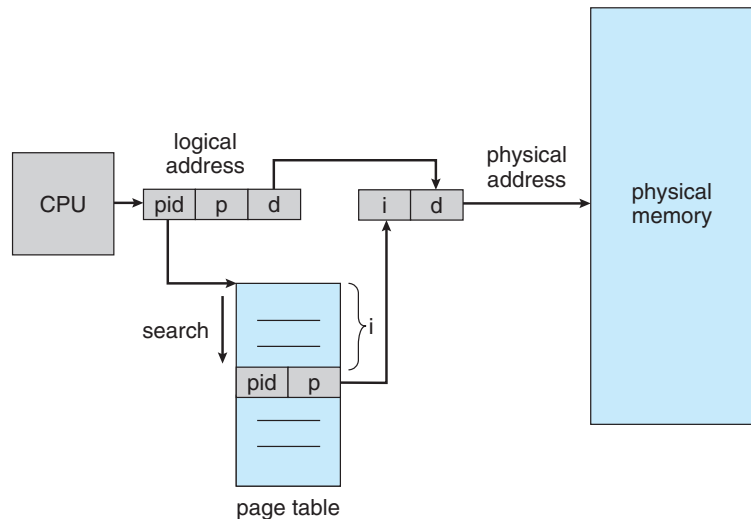 logical
address
physical
address
CPU
pid p d
i d
physical
memory
search
i
pid p
page table